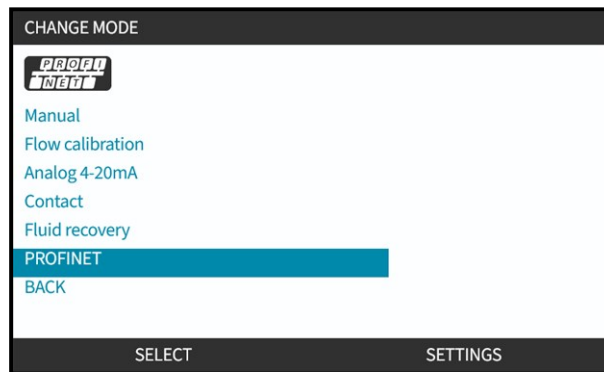 CHANGE MODE
PROFI
NET
Manual
Flow calibration
Analog 4-20mA
Contact
Fluid recovery
PROFINET
BACK
SELECT SETTINGS